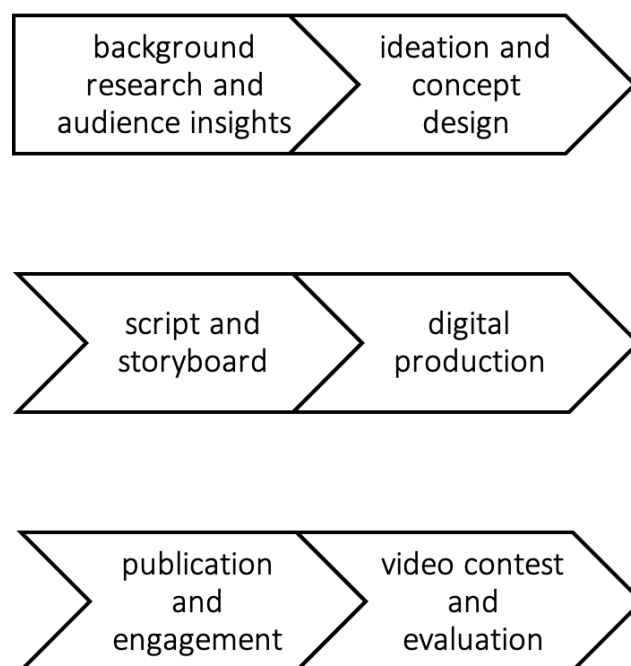 background
research and
audience insights
ideation and
concept
design
script and
storyboard
digital
production
publication
and
engagement
video contest
and
evaluation